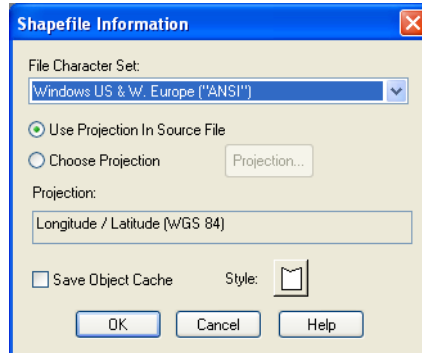 Shapefile Information
File Character Set:
Windows US & W. Europe ("ANSI")
Use Projection In Source File
Choose Projection Projection...
Projection:
Longitude / Latitude (WGS 84)
Save Object Cache Style:
OK Cancel Help